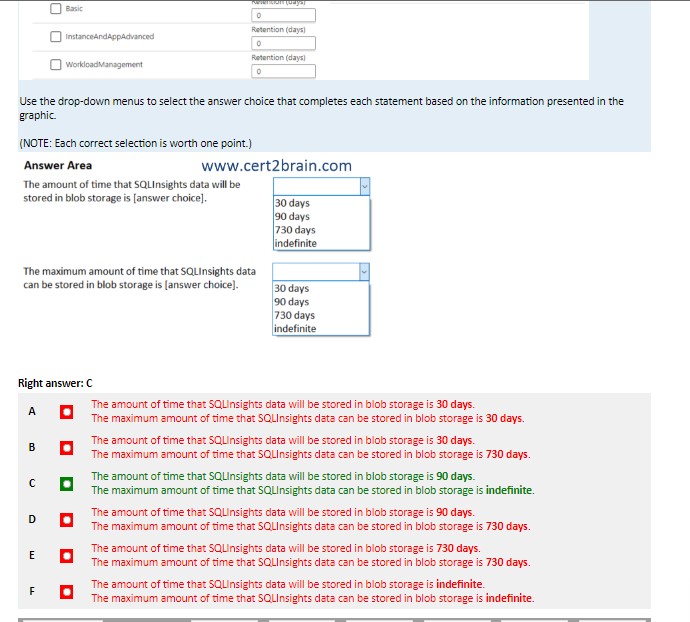 Retention (days)
Basic
0
Retention (days)
InstanceAndAppAdvanced
0
Retention (days)
WorkloadManagement
0
Use the drop-down menus to select the answer choice that completes each statement based on the information presented in the
graphic.
(NOTE: Each correct selection is worth one point.)
Answer Area
www.cert2brain.com
The amount of time that SQLInsights data will be
stored in blob storage is [answer choice].
30 days
90 days
730 days
indefinite
The maximum amount of time that SQLInsights data
can be stored in blob storage is [answer choice].
30 days
90 days
730 days
indefinite
Right answer: C
A
The amount of time that SQLInsights data will be stored in blob storage is 30 days.
The maximum amount of time that SQLInsights data can be stored in blob storage is 30 days.
B
The amount of time that SQLInsights data will be stored in blob storage is 30 days.
The maximum amount of time that SQLInsights data can be stored in blob storage is 730 days.
C
The amount of time that SQLInsights data will be stored in blob storage is 90 days.
The maximum amount of time that SQLInsights data can be stored in blob storage is indefinite.
D
The amount of time that SQLInsights data will be stored in blob storage is 90 days.
The maximum amount of time that SQLInsights data can be stored in blob storage is 730 days.
E
The amount of time that SQLInsights data will be stored in blob storage is 730 days.
The maximum amount of time that SQLInsights data can be stored in blob storage is 730 days.
F
The amount of time that SQLInsights data will be stored in blob storage is indefinite.
The maximum amount of time that SQLInsights data can be stored in blob storage is indefinite.